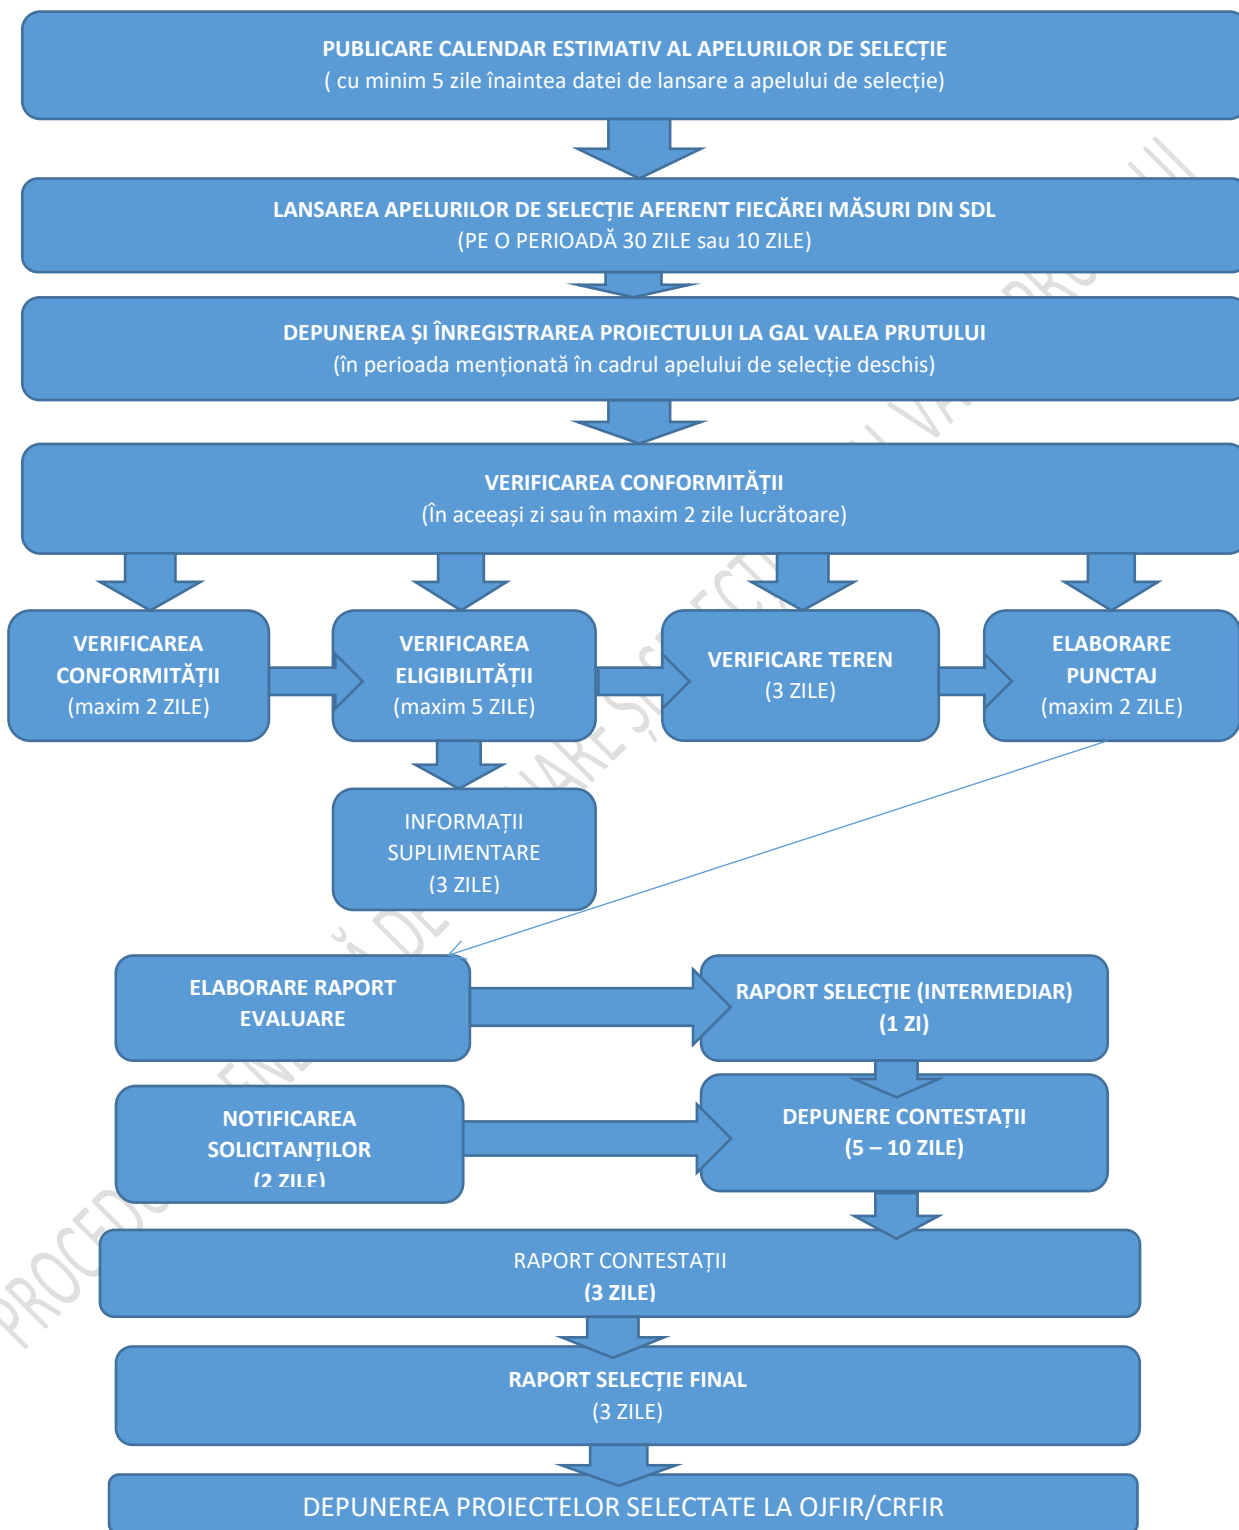 PUBLICARE CALENDAR ESTIMATIV AL APELURILOR DE SELECȚIE
( cu minim 5 zile înaintea datei de lansare a apelului de selecție)
LANSAREA APELURILOR DE SELECȚIE AFERENT FIECĂREI MĂSURI DIN SDL
(PE O PERIOADĂ 30 ZILE sau 10 ZILE)
DEPUNEREA ȘI ÎNREGISTRAREA PROIECTULUI LA GAL VALEA PRUTULUI
(în perioada menționată în cadrul apelului de selecție deschis)
VERIFICAREA CONFORMITĂȚII
(În aceeași zi sau în maxim 2 zile lucrătoare)
VERIFICAREA
CONFORMITĂȚII
(maxim 2 ZILE)
VERIFICAREA
ELIGIBILITĂȚII
(maxim 5 ZILE)
VERIFICARE TEREN
(3 ZILE)
ELABORARE
PUNCTAJ
(maxim 2 ZILE)
INFORMAȚII
SUPLIMENTARE
(3 ZILE)
ELABORARE RAPORT
EVALUARE
RAPORT SELECȚIE (INTERMEDIAR)
(1 ZI)
NOTIFICAREA
SOLICITANȚILOR
(2 ZILE)
DEPUNERE CONTESTAȚII
(5 – 10 ZILE)
RAPORT CONTESTAȚII
(3 ZILE)
RAPORT SELECȚIE FINAL
(3 ZILE)
DEPUNEREA PROIECTELOR SELECTATE LA OJFIR/CRFIR